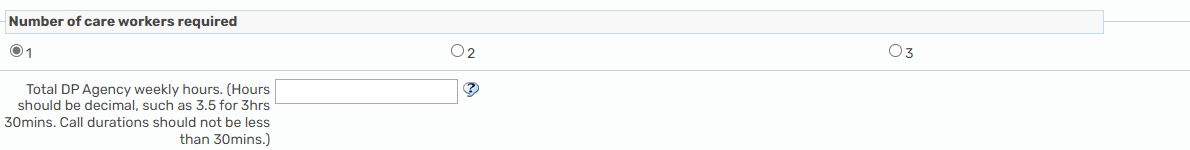 Number of care workers required
1 2 3
Total DP Agency weekly hours. (Hours
should be decimal, such as 3.5 for 3hrs
30mins. Call durations should not be less
than 30mins.)